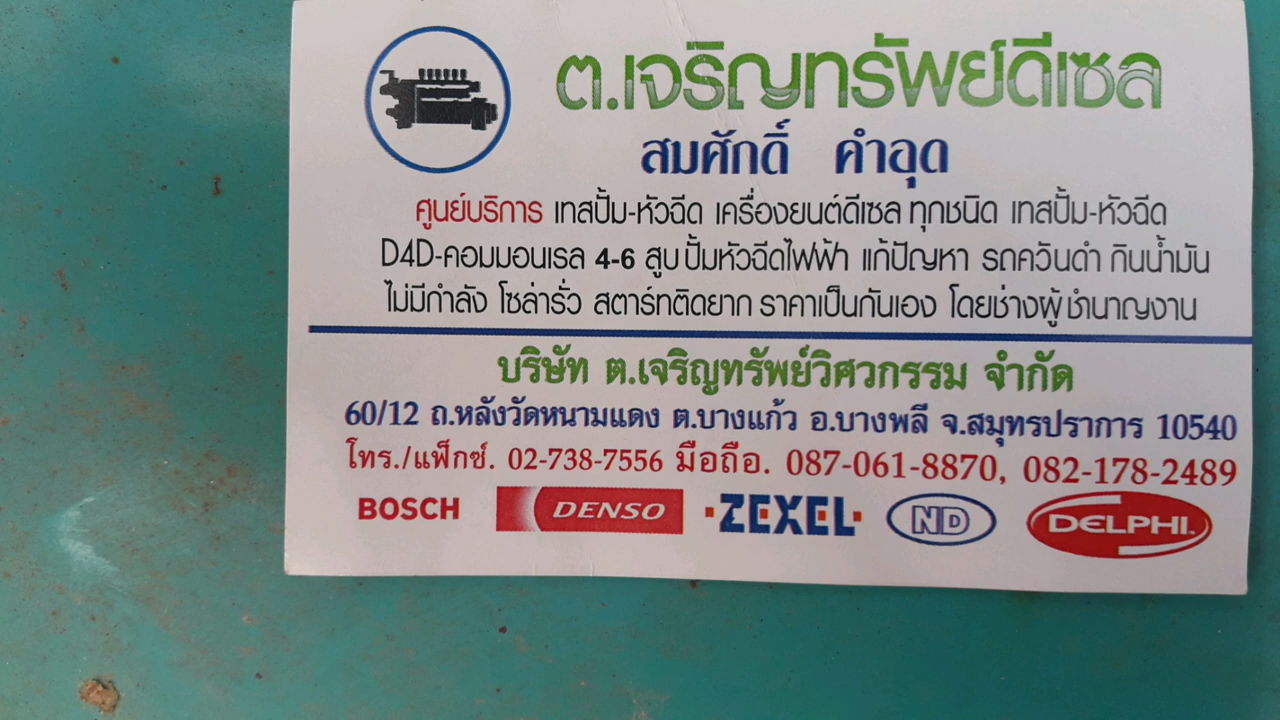 ต.เจริญทรัพย์ดีเซล
สมศักดิ์ คำอุด
ศูนย์บริการ เทสปั้ม-หัวฉีด เครื่องยนต์ดีเซล ทุกชนิด เทสปั้ม-หัวฉีด
D4D-คอมมอนเรล 4-6 สูบ ปั้มหัวฉีดไฟฟ้า แก้ปัญหา รถควันดำ กินน้ำมัน
ไม่มีกำลัง โซล่ารั่ว สตาร์ทติดยาก ราคาเป็นกันเอง โดยช่างผู้ชำนาญงาน
บริษัท ต.เจริญทรัพย์วิศวกรรม จำกัด
60/12 ถ.หลังวัดหนามแดง ต.บางแก้ว อ.บางพลี จ.สมุทรปราการ 10540
โทร./แฟ็กซ์. 02-738-7556 มือถือ. 087-061-8870, 082-178-2489
BOSCH DENSO ZEXEL ND DELPHI